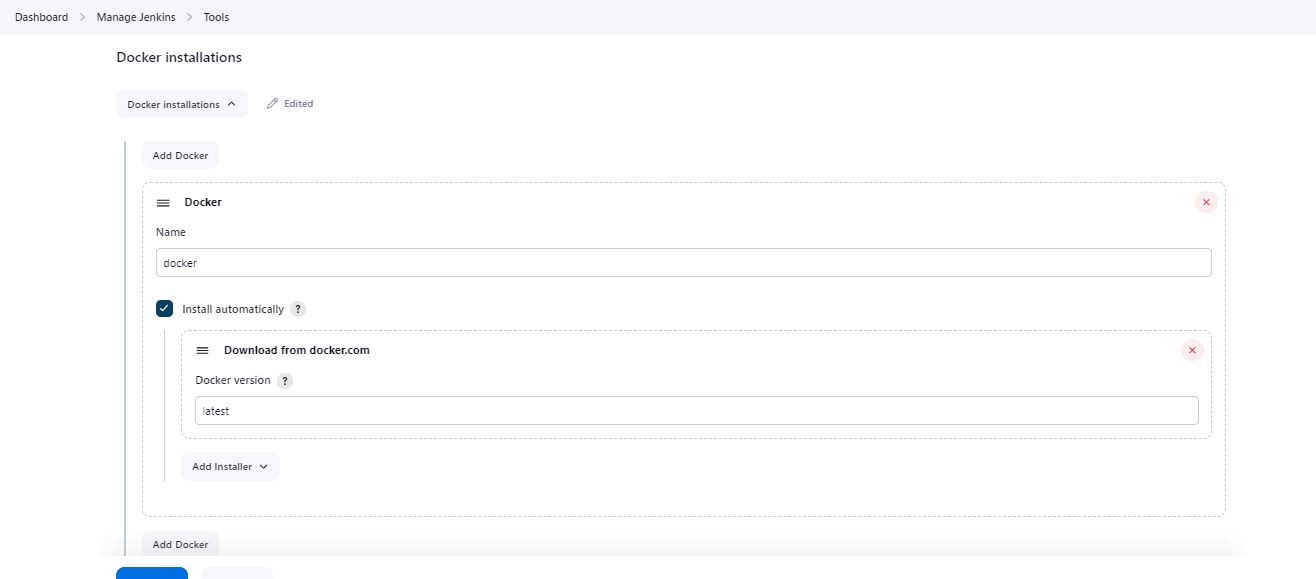 Dashboard > Manage Jenkins > Tools
Docker installations
Docker installations Edited
Add Docker
Docker
Name
docker
Install automatically ?
Download from docker.com
Docker version ?
latest
Add Installer
Add Docker